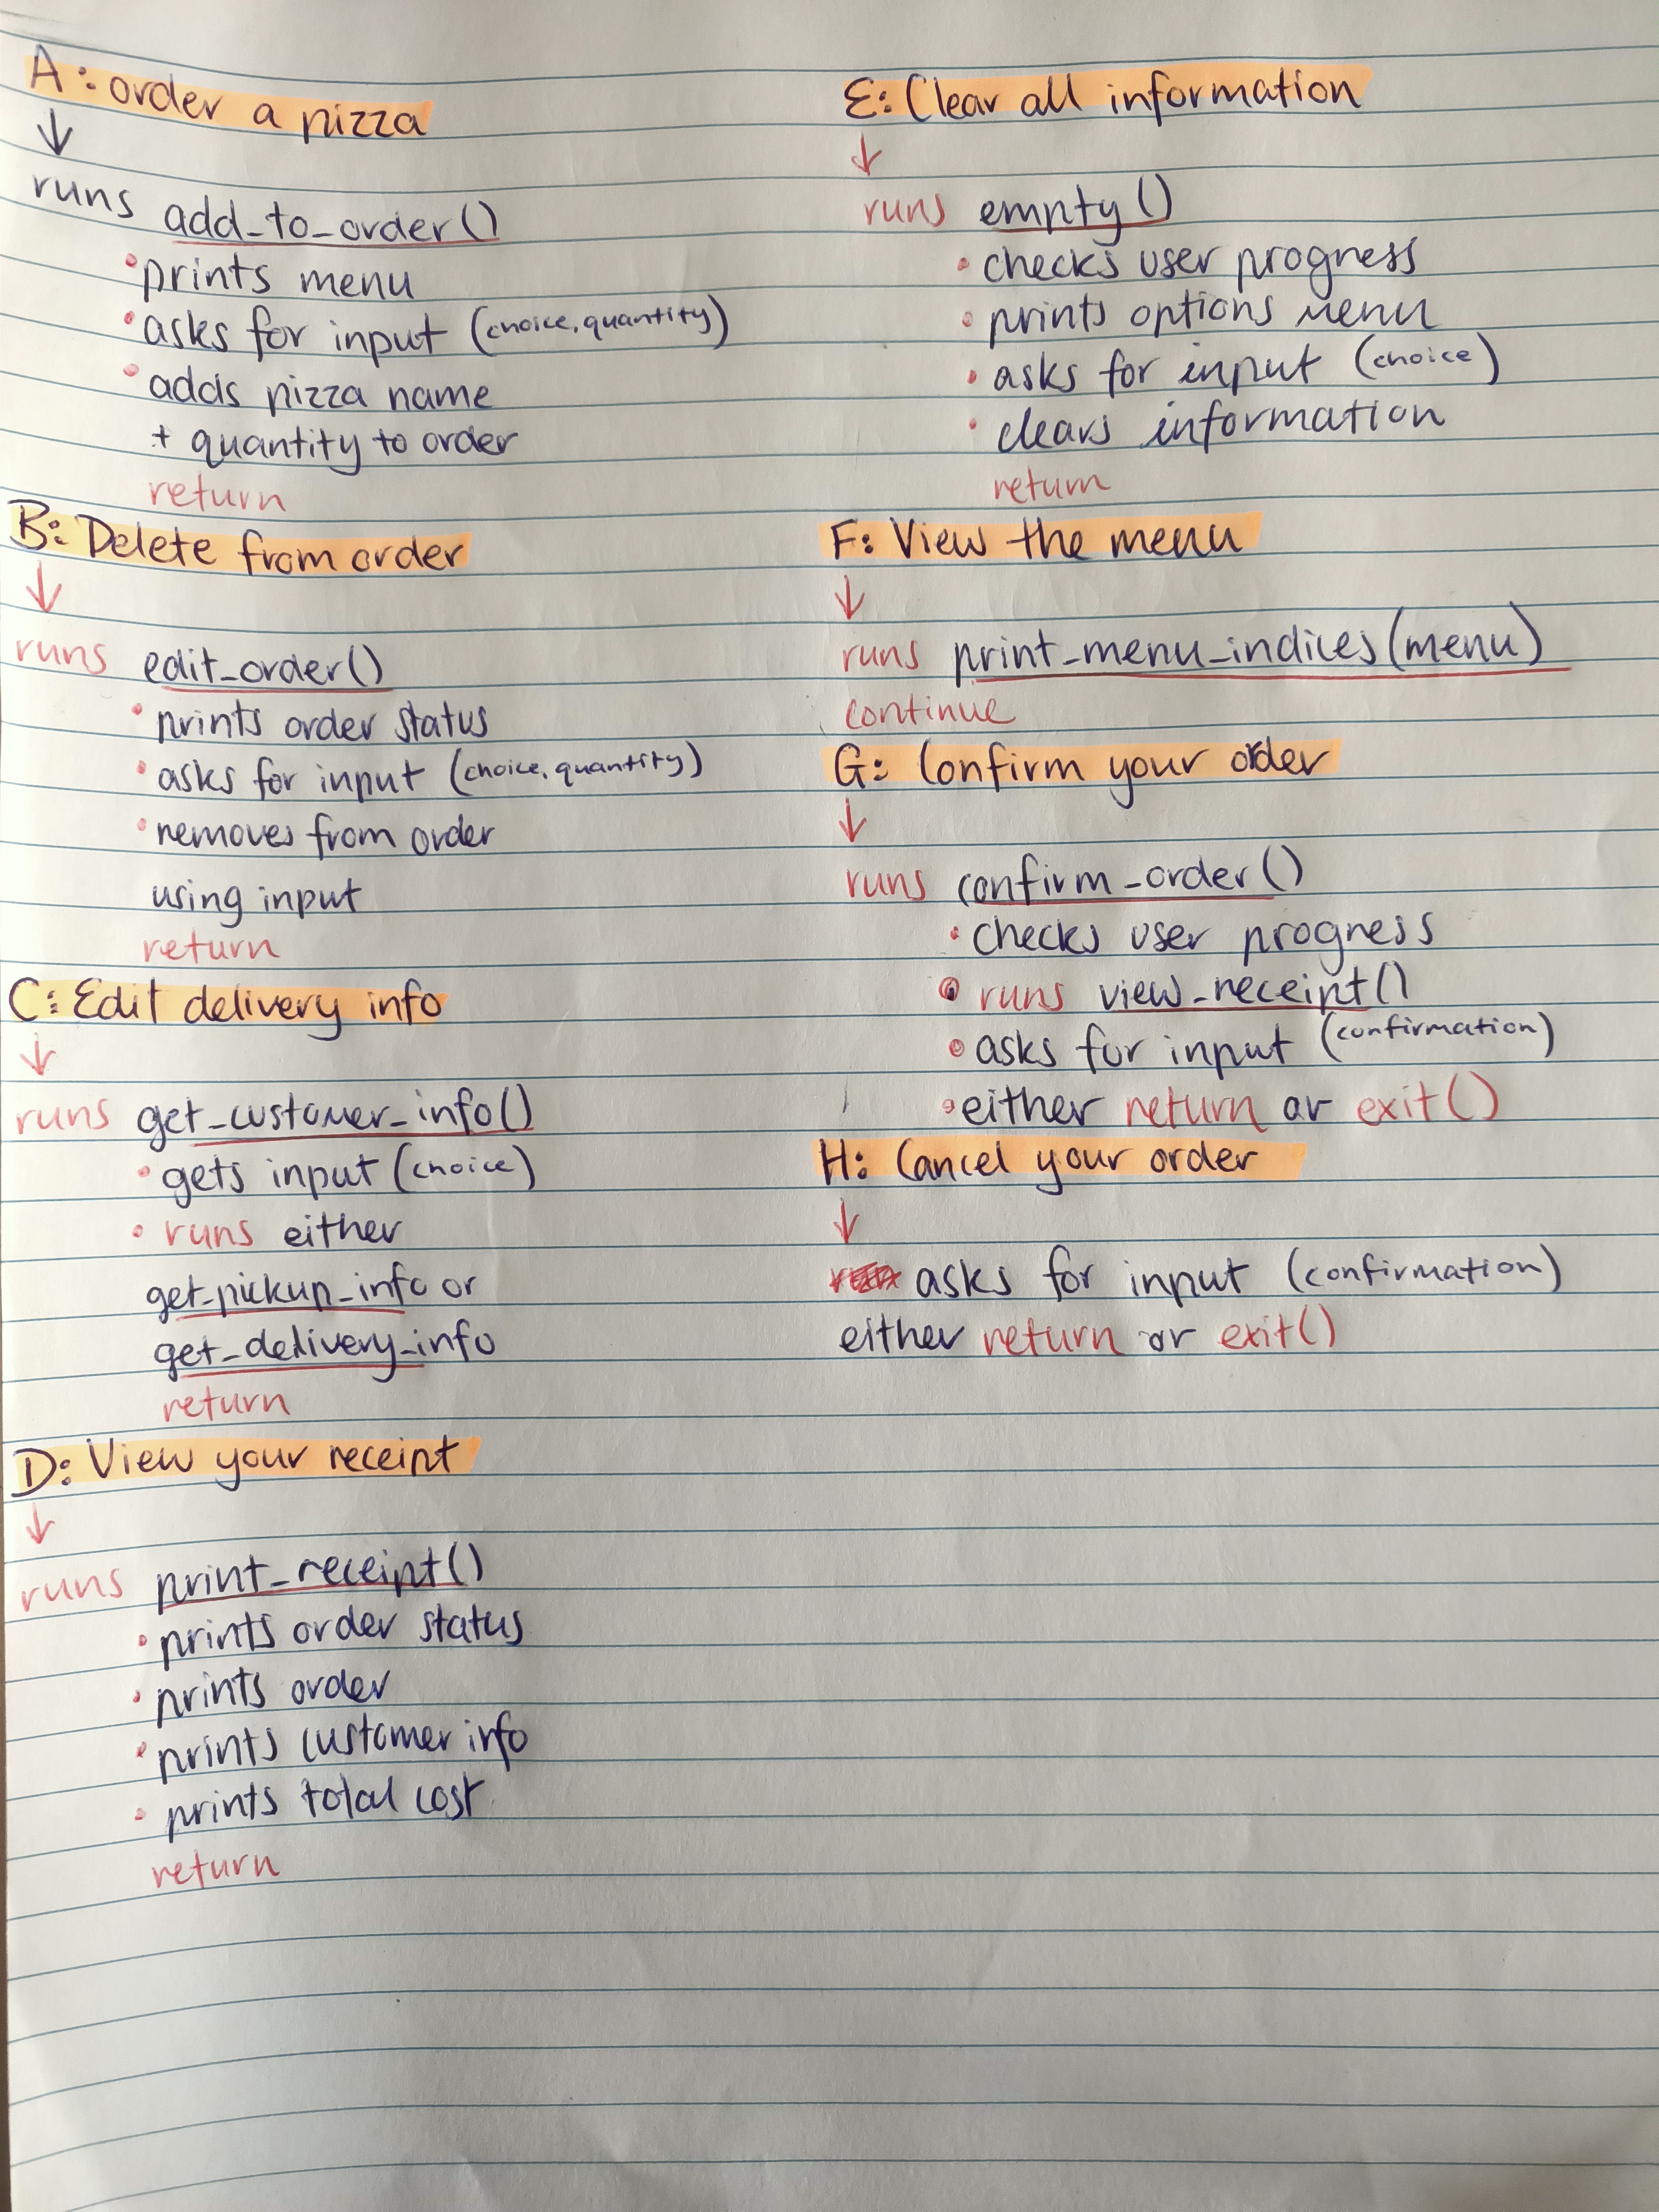 A: order a pizza
↓
runs add_to_order()
• prints menu
• asks for input (choice, quantity)
• adds pizza name
+ quantity to order
return
B: Delete from order
↓
runs edit_order()
• prints order status
• asks for input (choice, quantity)
• removes from order
using input
return
C: Edit delivery info
↓
runs get_customer_info()
• gets input (choice)
• runs either
get_pickup_info or
get_delivery_info
return
D: View your receipt
↓
runs print_receipt()
• prints order status
• prints order
• prints customer info
• prints total cost
return
E: Clear all information
↓
runs empty()
• checks user progress
• prints options menu
• asks for input (choice)
• clears information
return
F: View the menu
↓
runs print_menu_indices(menu)
continue
G: Confirm your order
↓
runs confirm_order()
• checks user progress
• runs view_receipt()
• asks for input (confirmation)
• either return or exit()
H: Cancel your order
↓
asks for input (confirmation)
either return or exit()